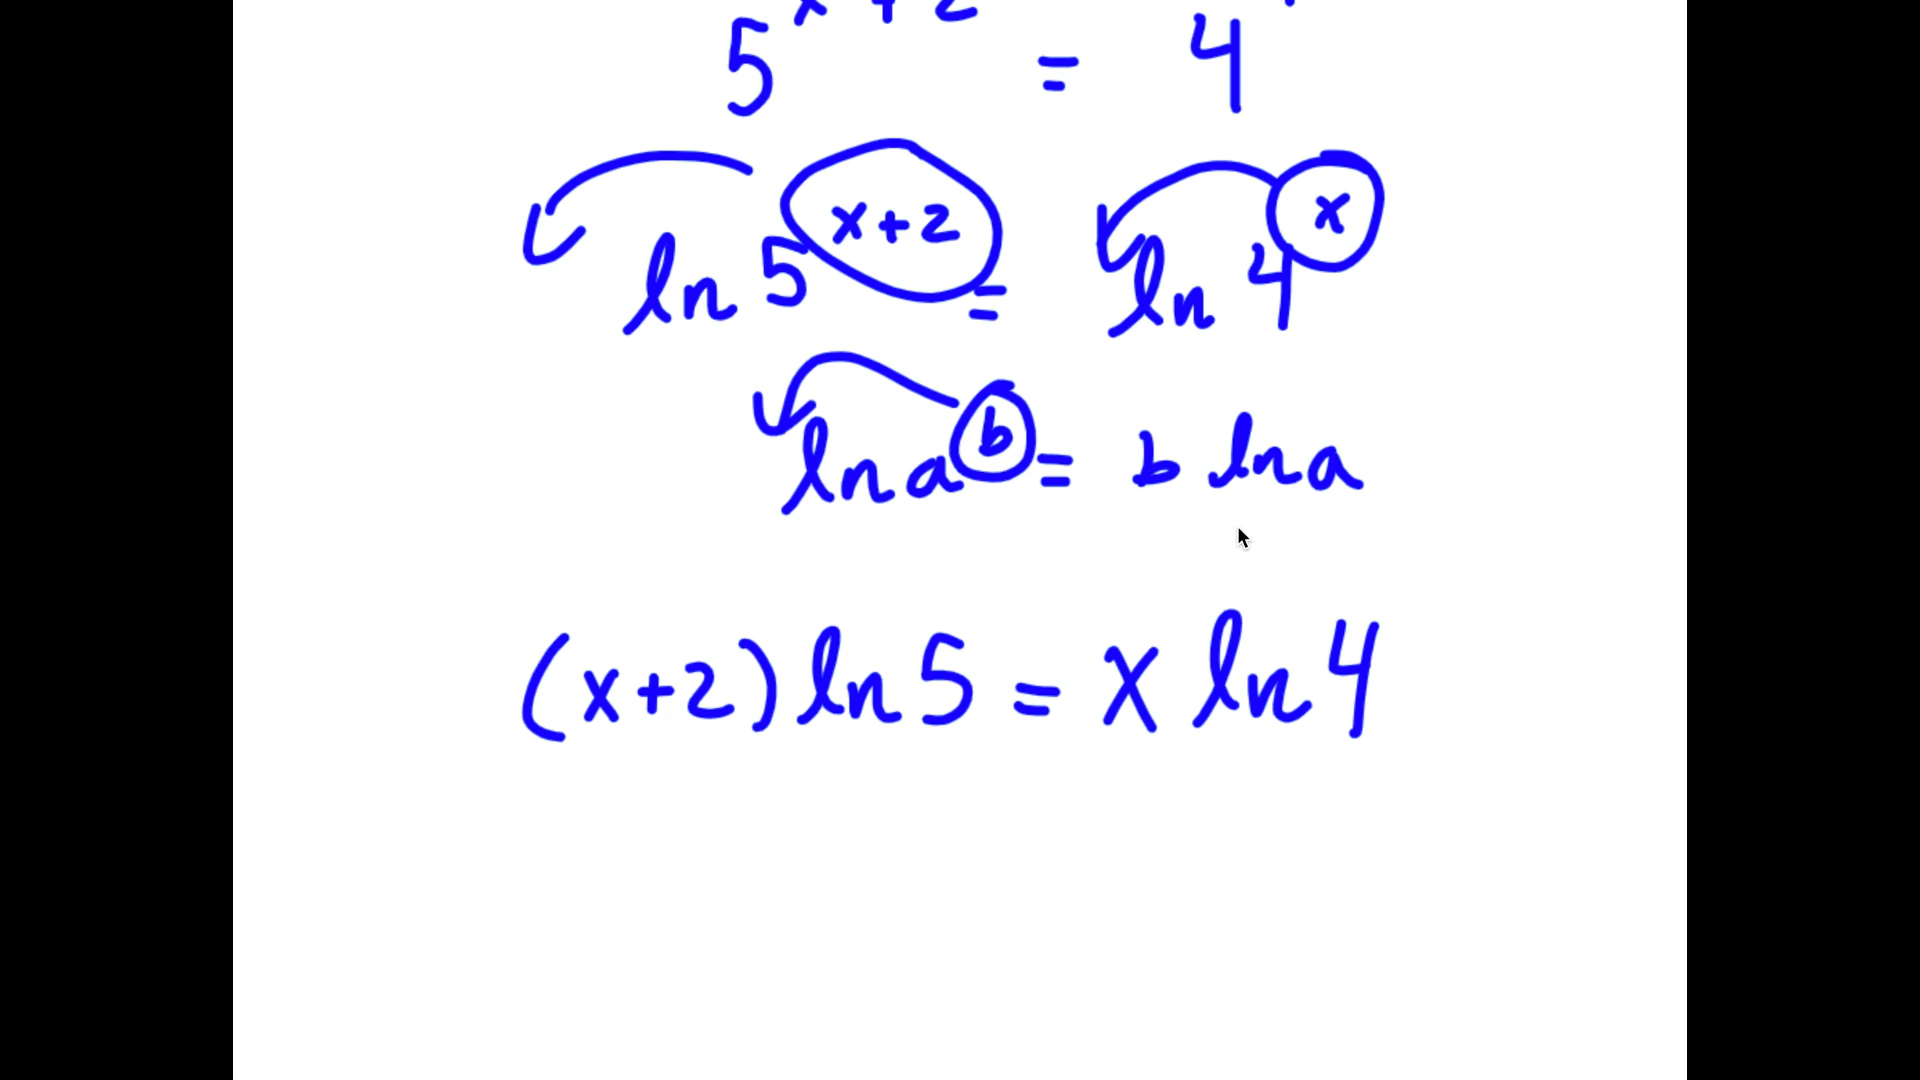 5^{x+2} = 4
ln 5^{x+2} = ln 4^{x}
ln a^{b} = b ln a
(x+2) ln 5 = x ln 4